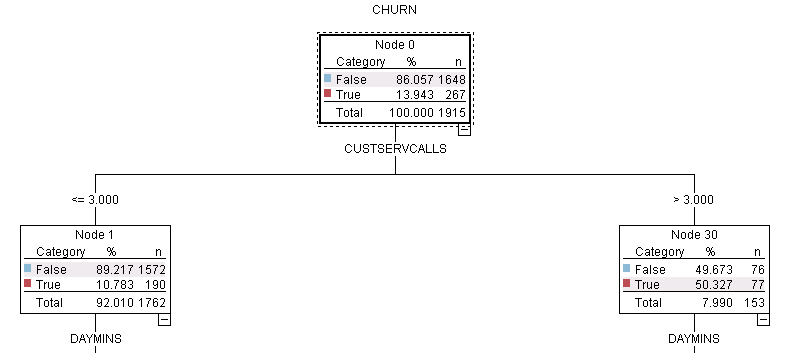 CHURN
Node 0
Category % n
False 86.057 1648
True 13.943 267
Total 100.000 1915
CUSTSERVCALLS
<= 3.000
> 3.000
Node 1
Category % n
False 89.217 1572
True 10.783 190
Total 92.010 1762
DAYMINS
Node 30
Category % n
False 49.673 76
True 50.327 77
Total 7.990 153
DAYMINS